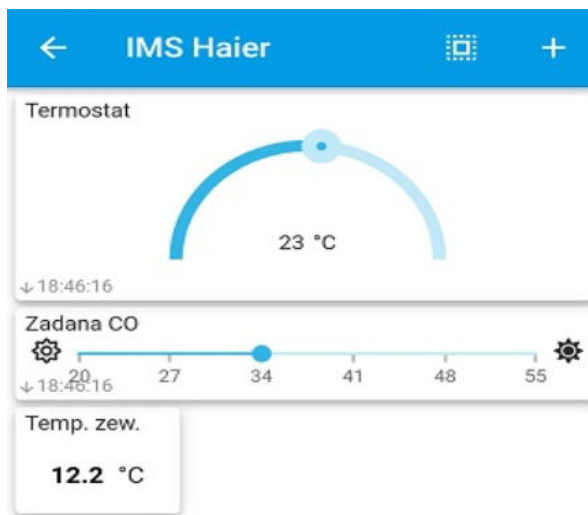 IMS Haier
Termostat
23 °C
18:46:16
Zadana CO
20 27 34 41 48 55
18:46:16
Temp. zew.
12.2 °C